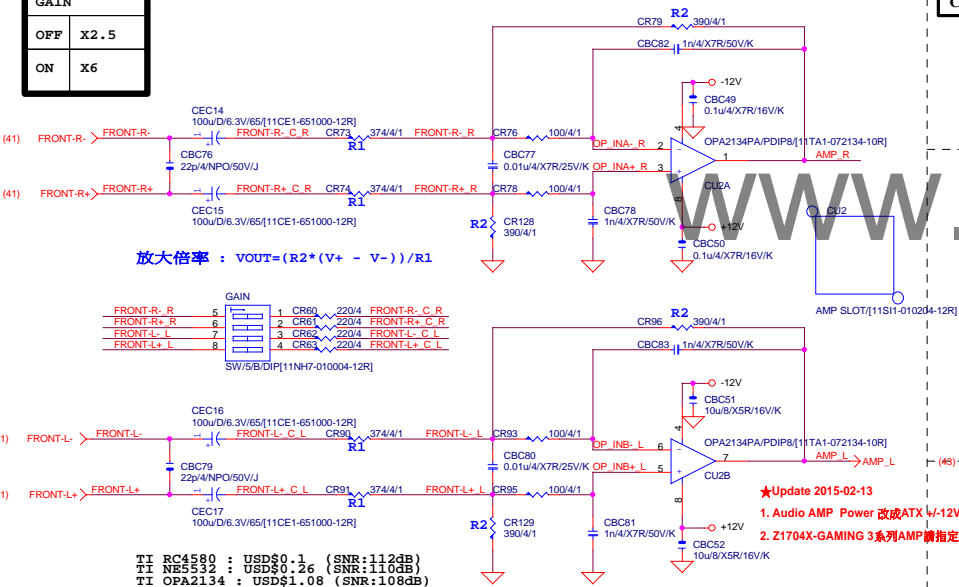 GAIN
OFF X2.5
ON X6
C
R2
CR79 390/4/1
CBC82 1n/4/X7R/50V/K
-12V
CBC49
0.1u/4/X7R/16V/K
CEC14
100u/D/6.3V/65/[11CE1-651000-12R]
(41) FRONT-R- FRONT-R- FRONT-R-_C_R CR73 374/4/1 FRONT-R-_R CR76 100/4/1
R1
OP_INA-_R 2 4 OPA2134PA/PDIP8/[11TA1-072134-10R]
CBC76
22p/4/NPO/50V/J
CBC77
0.01u/4/X7R/25V/K
OP_INA+_R 3 1 AMP_R
CU2A
(41) FRONT-R+ FRONT-R+ FRONT-R+_C_R CR74 374/4/1 FRONT-R+_R CR78 100/4/1
R1
8
CEC15
100u/D/6.3V/65/[11CE1-651000-12R]
R2 CR128
390/4/1
CBC78
1n/4/X7R/50V/K
+12V
CBC50
0.1u/4/X7R/16V/K
www.
CU2
AMP SLOT/[11SI1-010204-12R]
放大倍率 : VOUT=(R2*(V+ - V-))/R1
GAIN
FRONT-R-_R 5 1 CR60 220/4 FRONT-R-_C_R
FRONT-R+_R 6 2 CR61 220/4 FRONT-R+_C_R
FRONT-L-_L 7 3 CR62 220/4 FRONT-L-_C_L
FRONT-L+_L 8 4 CR63 220/4 FRONT-L+_C_L
SW/5/B/DIP[11NH7-010004-12R]
R2
CR96 390/4/1
CBC83 1n/4/X7R/50V/K
-12V
CBC51
10u/8/X5R/16V/K
CEC16
100u/D/6.3V/65/[11CE1-651000-12R]
1) FRONT-L- FRONT-L- FRONT-L-_C_L CR90 374/4/1 FRONT-L-_L CR93 100/4/1
R1
OP_INB-_L 6 4 OPA2134PA/PDIP8/[11TA1-072134-10R]
CBC79
22p/4/NPO/50V/J
CBC80
0.01u/4/X7R/25V/K
OP_INB+_L 5 7 AMP_L AMP_L (43)
CU2B
1) FRONT-L+ FRONT-L+ FRONT-L+_C_L CR91 374/4/1 FRONT-L+_L CR95 100/4/1
R1
8
CEC17
100u/D/6.3V/65/[11CE1-651000-12R]
R2 CR129
390/4/1
CBC81
1n/4/X7R/50V/K
+12V
CBC52
10u/8/X5R/16V/K
★Update 2015-02-13
1. Audio AMP Power 改成ATX +/-12V
2. Z1704X-GAMING 3系列AMP請指定
TI RC4580 : USD$0.1 (SNR:112dB)
TI NE5532 : USD$0.26 (SNR:110dB)
TI OPA2134 : USD$1.08 (SNR:108dB)